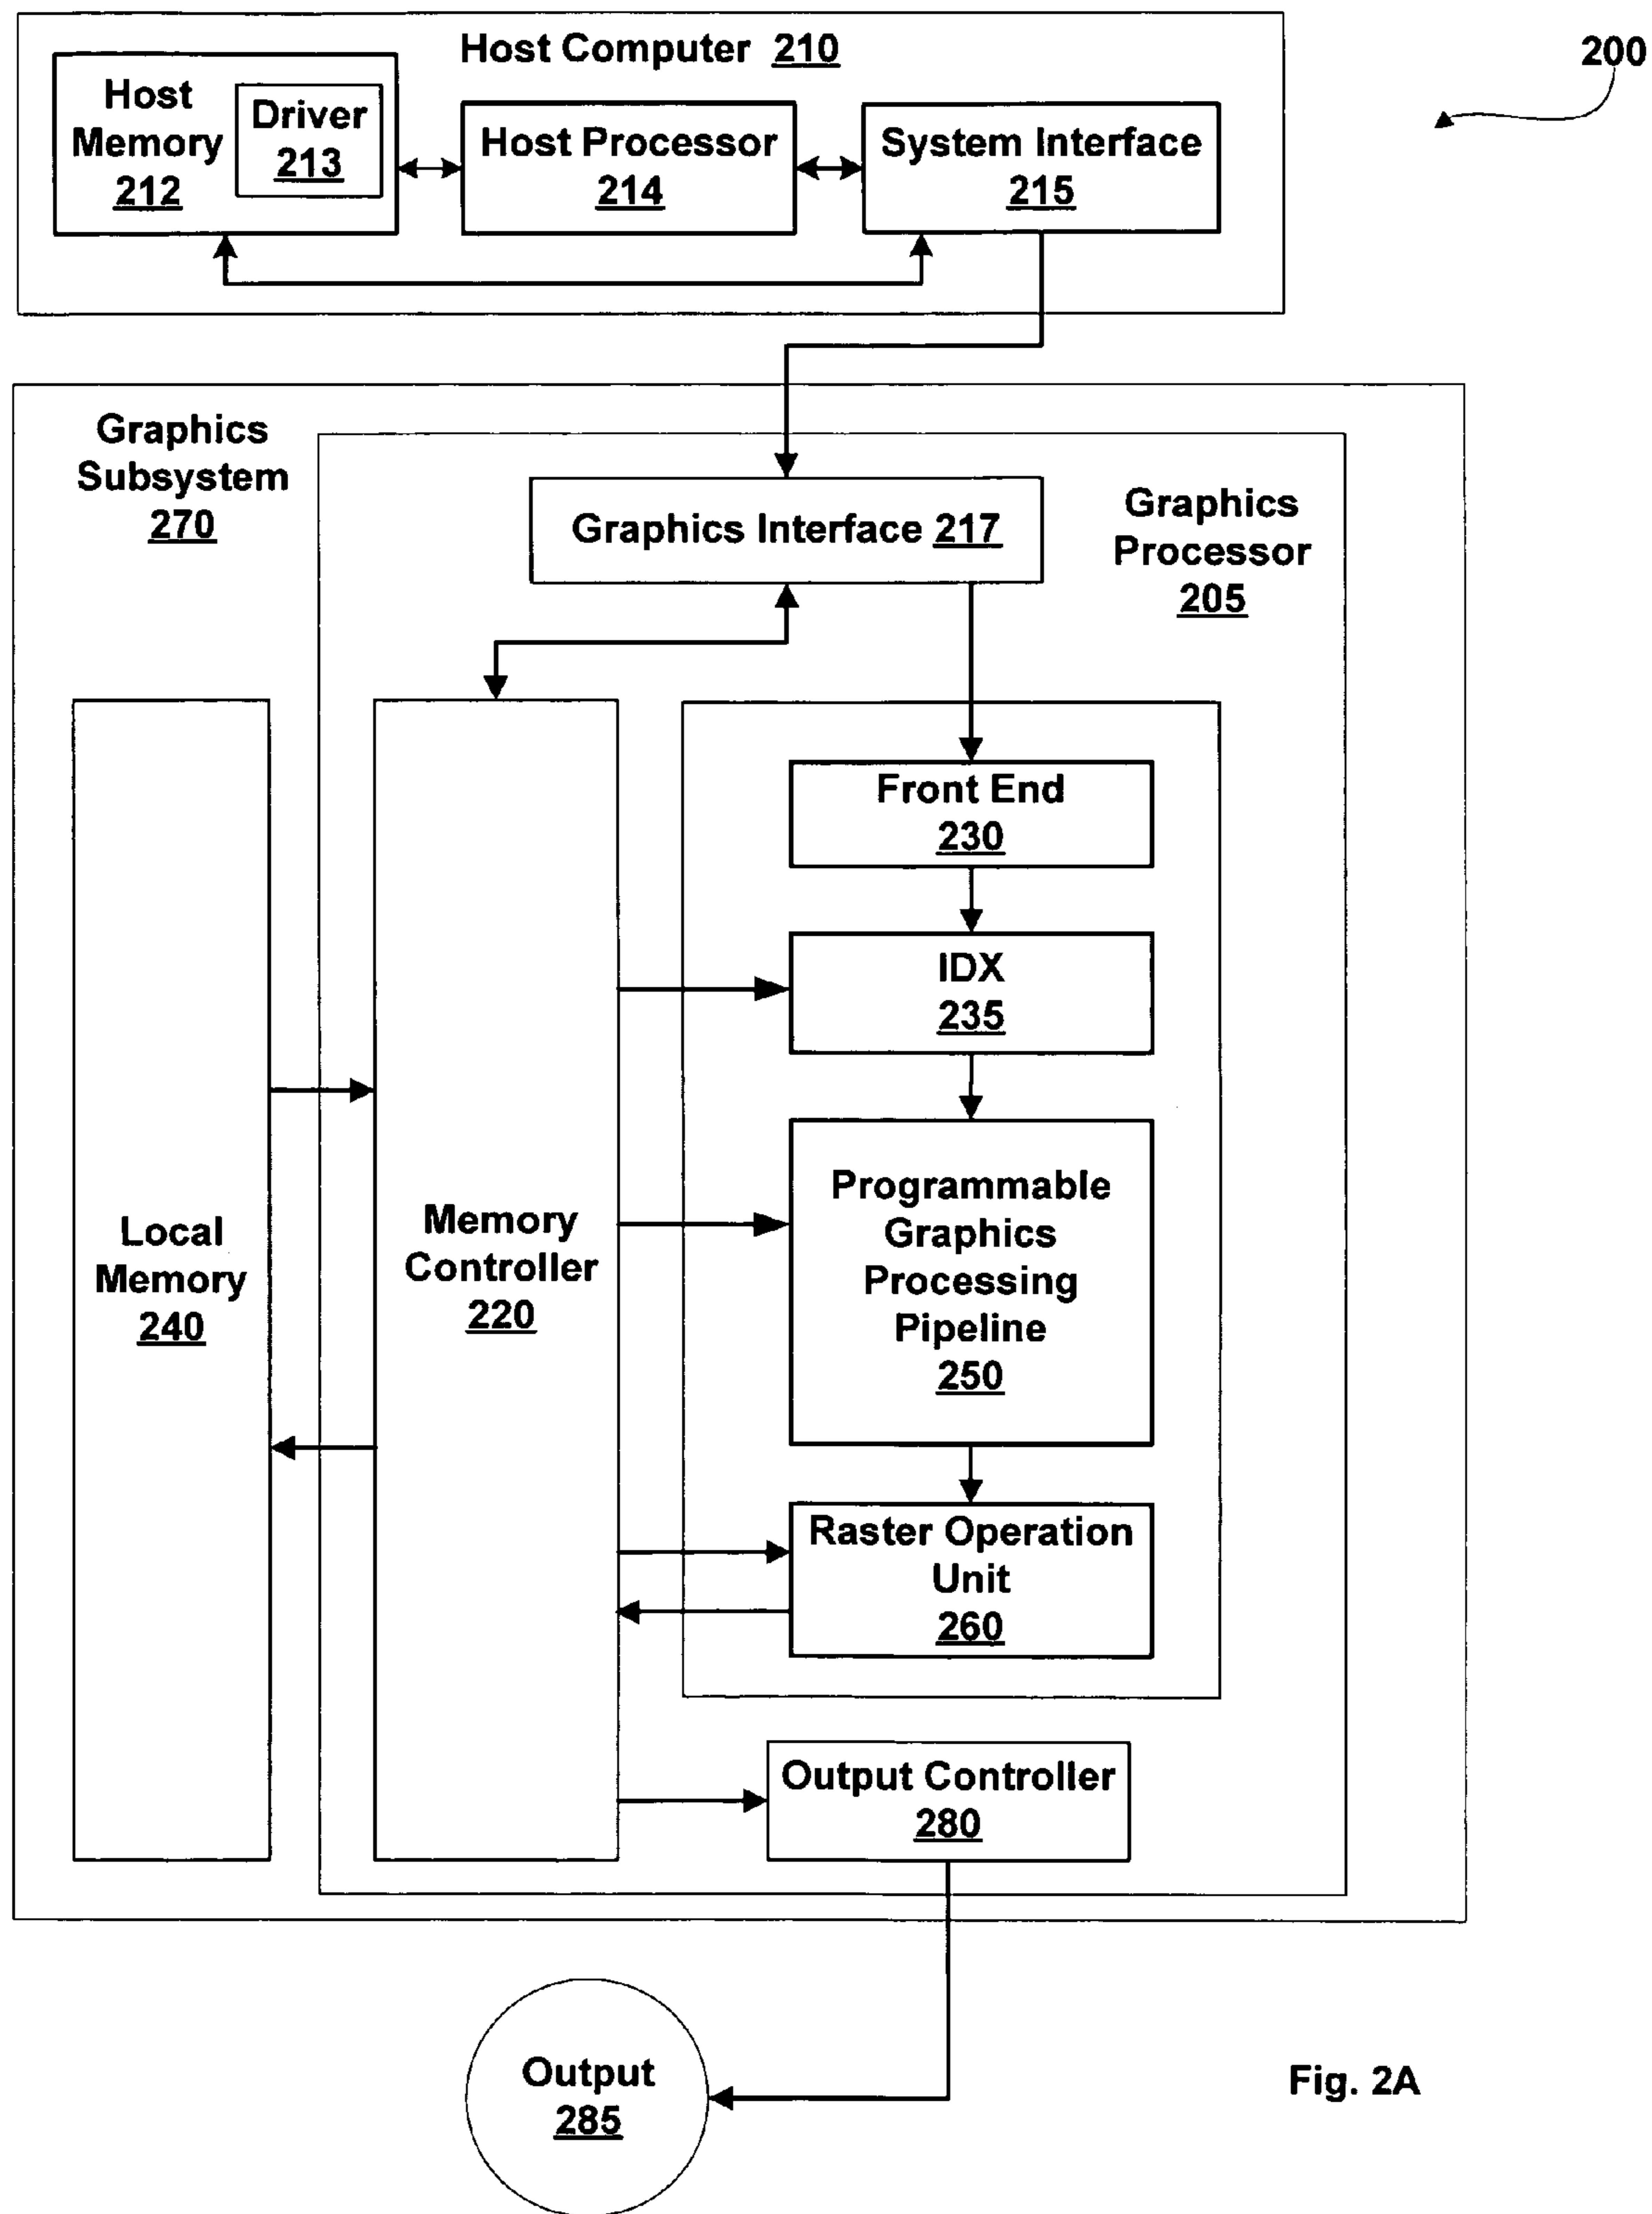 Host Computer 210
200
Host
Memory
212
Driver
213
Host Processor
214
System Interface
215
Graphics
Subsystem
270
Graphics Interface 217
Graphics
Processor
205
Front End
230
IDX
235
Local
Memory
240
Memory
Controller
220
Programmable
Graphics
Processing
Pipeline
250
Raster Operation
Unit
260
Output Controller
280
Output
285
Fig. 2A